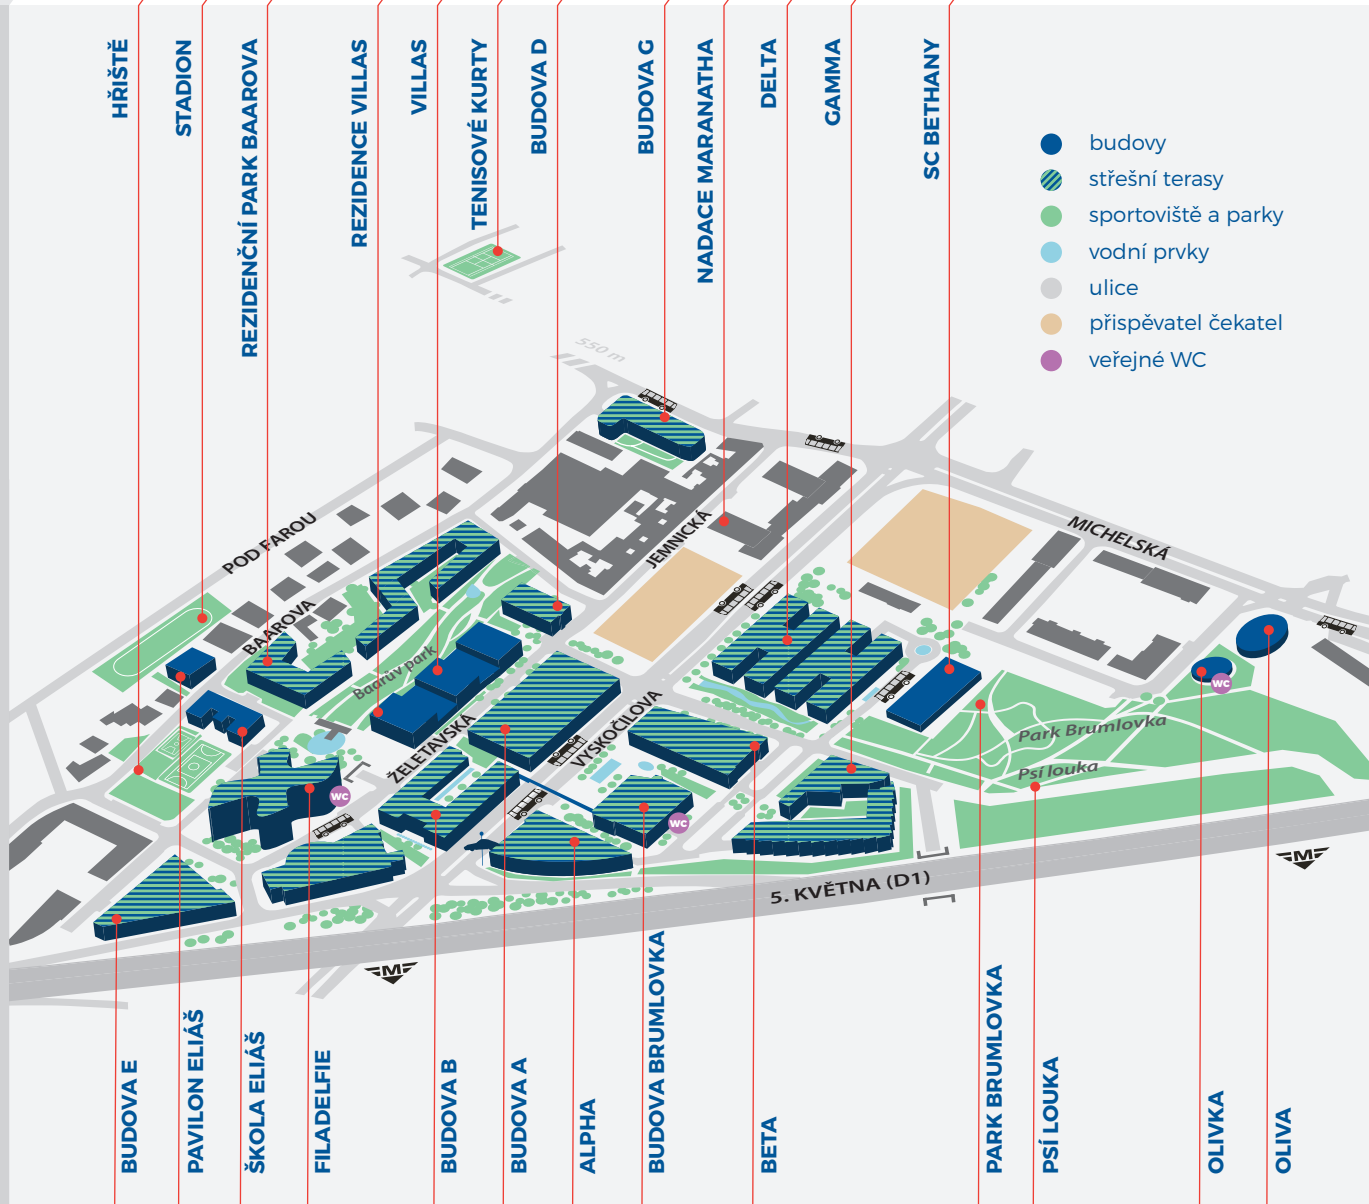 HŘIŠTĚ
STADION
REZIDENČNÍ PARK BAAROVA
REZIDENCE VILLAS
VILLAS
TENISOVÉ KURTY
BUDOVA D
BUDOVA G
NADACE MARANATHA
DELTA
GAMMA
SC BETHANY
budovy
střešní terasy
sportoviště a parky
vodní prvky
ulice
přispěvatel čekatel
veřejné WC
550 m
POD FAROU
BAAROVA
JEMNICKÁ
MICHELSKÁ
Baarův park
ŽELETAVSKÁ
VYSKOČILOVA
WC
Park Brumlovka
Psí louka
WC
WC
5. KVĚTNA (D1)
M
M
BUDOVA E
PAVILON ELIÁŠ
ŠKOLA ELIÁŠ
FILADELFIE
BUDOVA B
BUDOVA A
ALPHA
BUDOVA BRUMLOVKA
BETA
PARK BRUMLOVKA
PSÍ LOUKA
OLIVKA
OLIVA